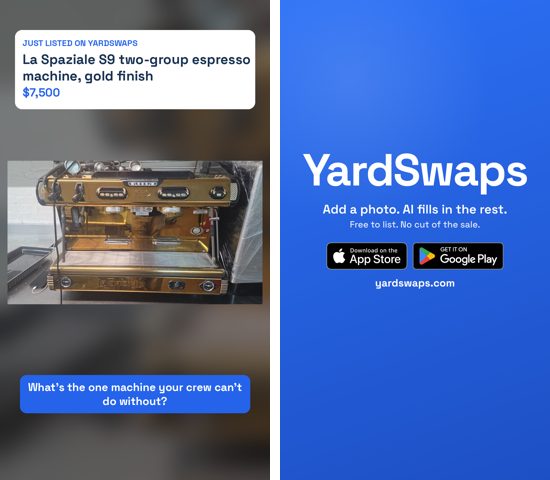 JUST LISTED ON YARDSWAPS
La Spaziale S9 two-group espresso
machine, gold finish
$7,500
What's the one machine your crew can't
do without?
YardSwaps
Add a photo. AI fills in the rest.
Free to list. No cut of the sale.
Download on the
App Store
GET IT ON
Google Play
yardswaps.com